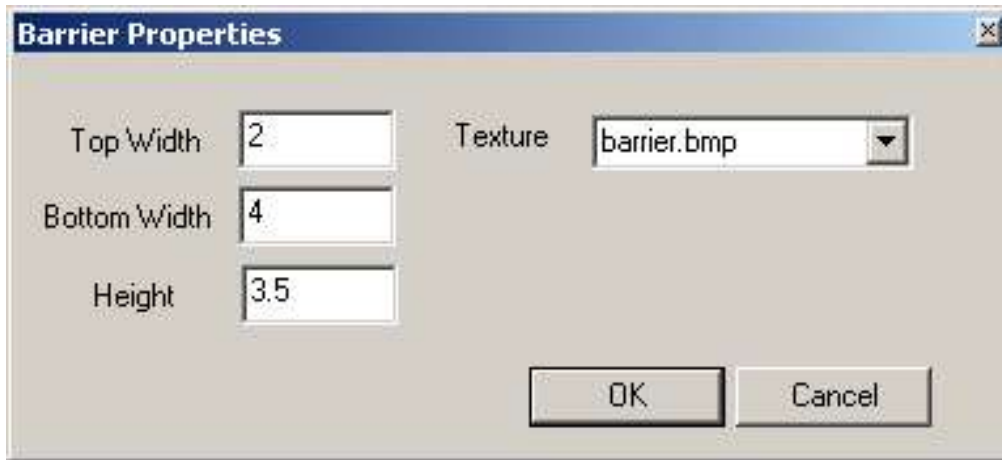 Barrier Properties
Top Width 2 Texture barrier.bmp
Bottom Width 4
Height 3.5
OK Cancel